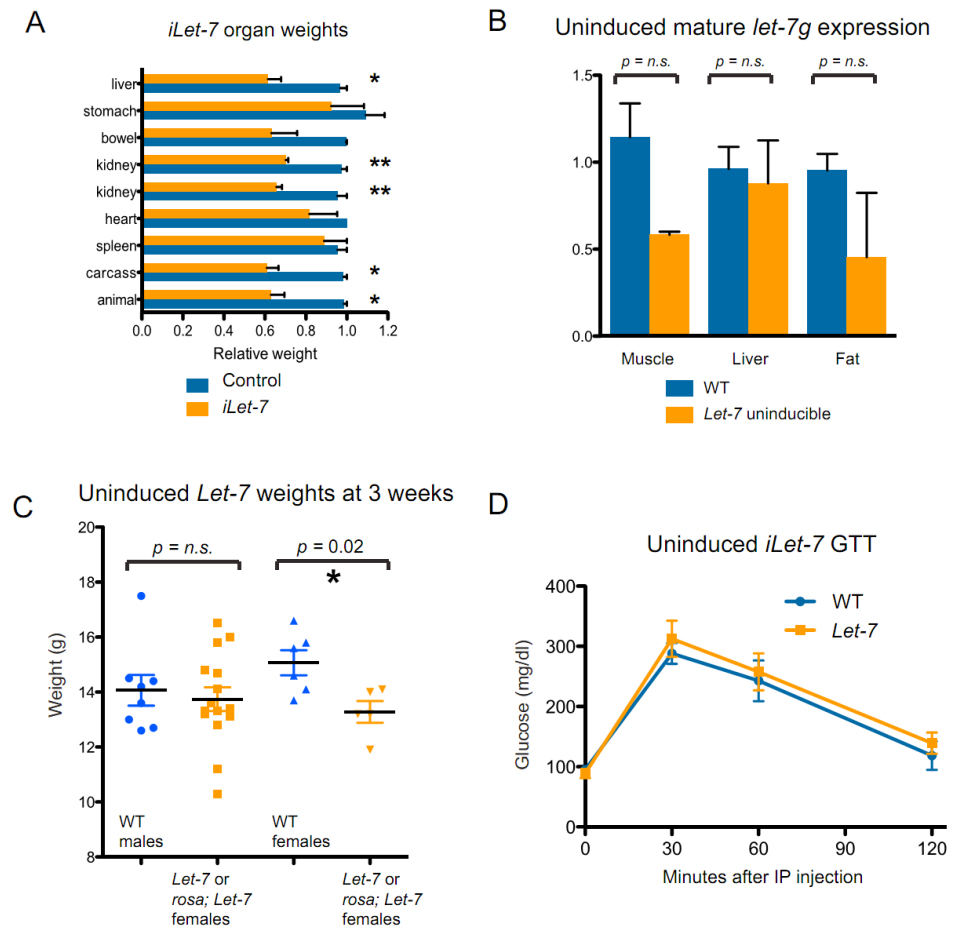 A
iLet-7 organ weights
liver
stomach
bowel
kidney
kidney
heart
spleen
carcass
animal
*
**
**
*
*
0.0 0.2 0.4 0.6 0.8 1.0 1.2
Relative weight
Control
iLet-7
B
Uninduced mature let-7g expression
p = n.s. p = n.s. p = n.s.
1.5
1.0
0.5
0.0
Muscle Liver Fat
WT
Let-7 uninducible
C
Uninduced Let-7 weights at 3 weeks
p = n.s. p = 0.02
*
Weight (g)
20
18
16
14
12
10
8
WT
males
WT
females
Let-7 or
rosa; Let-7
females
Let-7 or
rosa; Let-7
females
D
Uninduced iLet-7 GTT
WT
Let-7
Glucose (mg/dl)
400
300
200
100
0
0 30 60 90 120
Minutes after IP injection